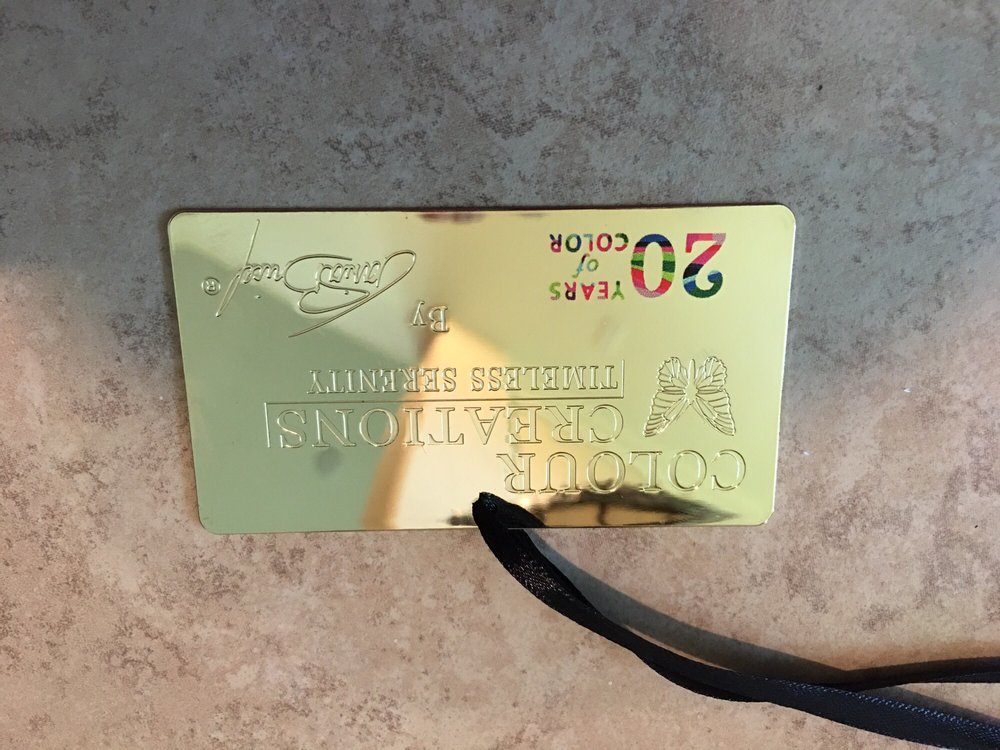 COLOUR
CREATIONS
TIMELESS SERENITY
By
®
20 YEARS
of
COLOR